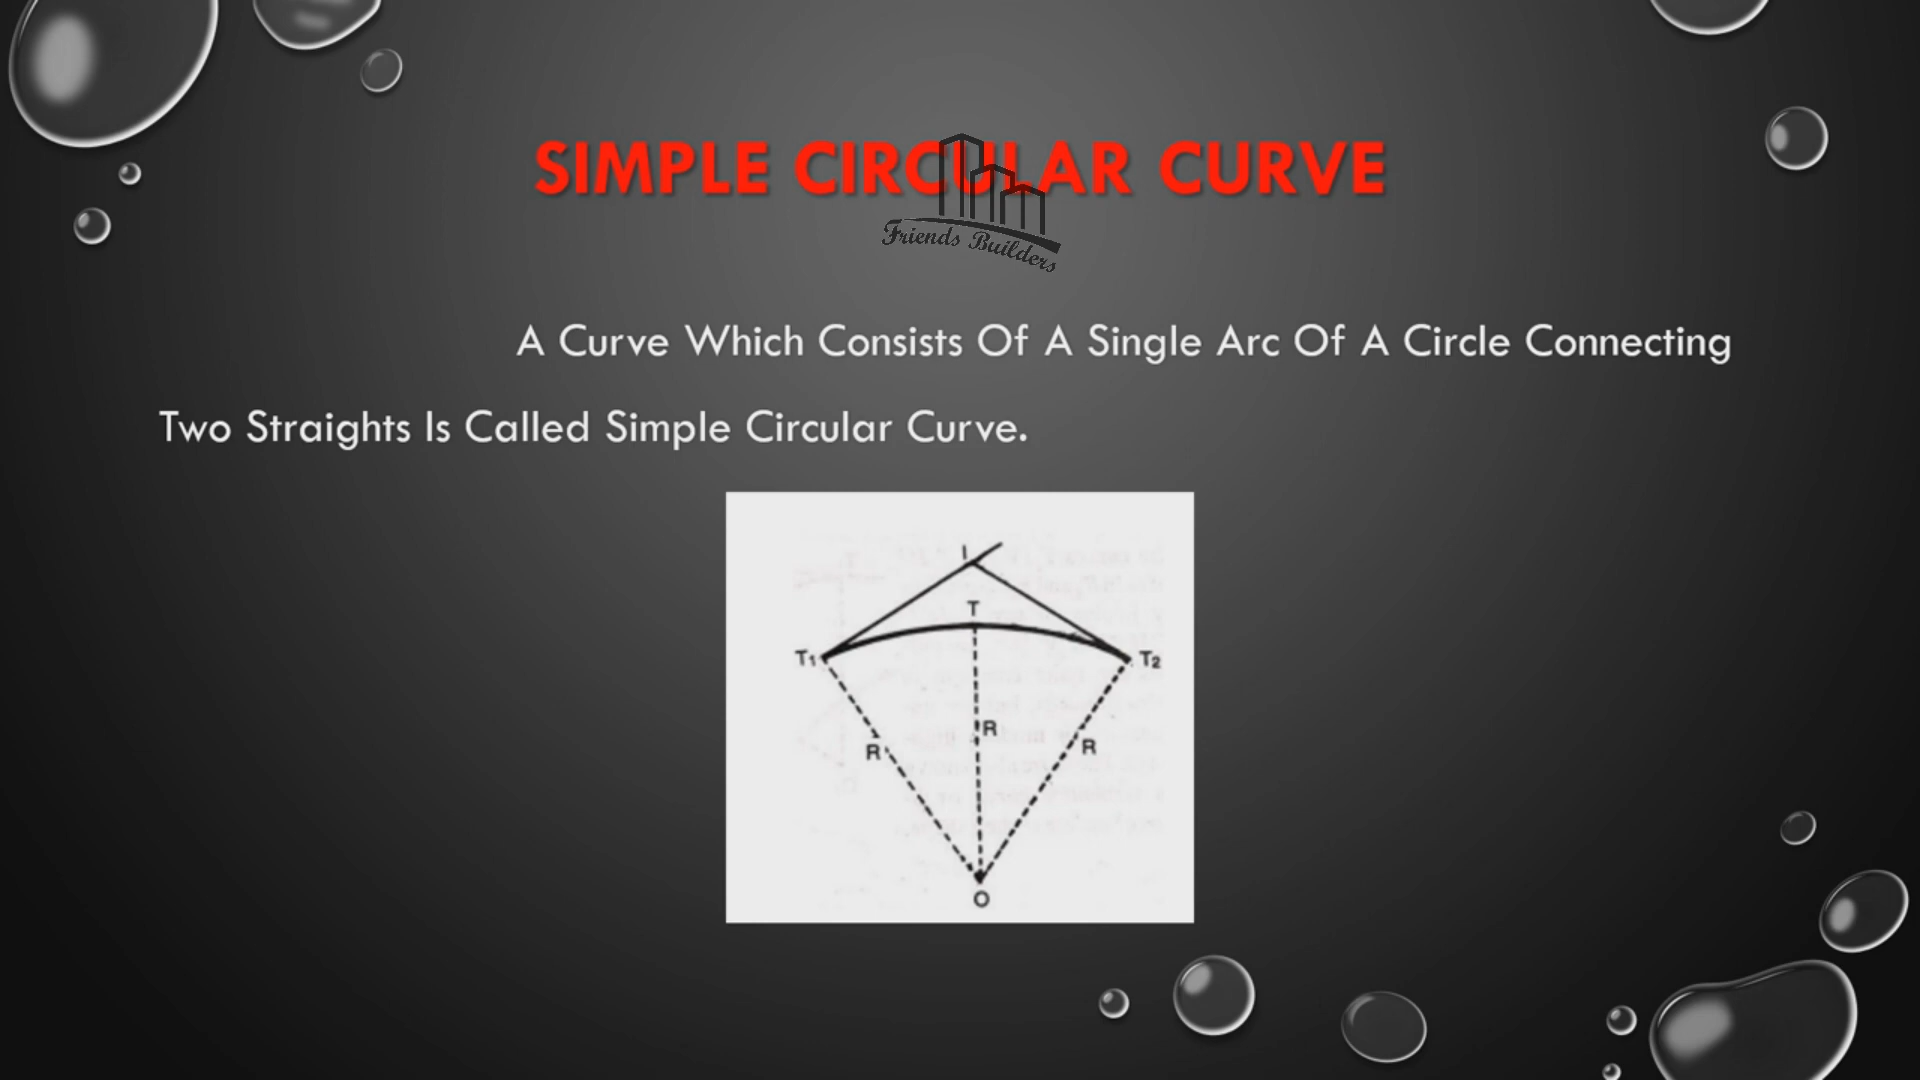 SIMPLE CIRCULAR CURVE
Friends Builders
A Curve Which Consists Of A Single Arc Of A Circle Connecting
Two Straights Is Called Simple Circular Curve.
I
T
T1
T2
R
R
R
O